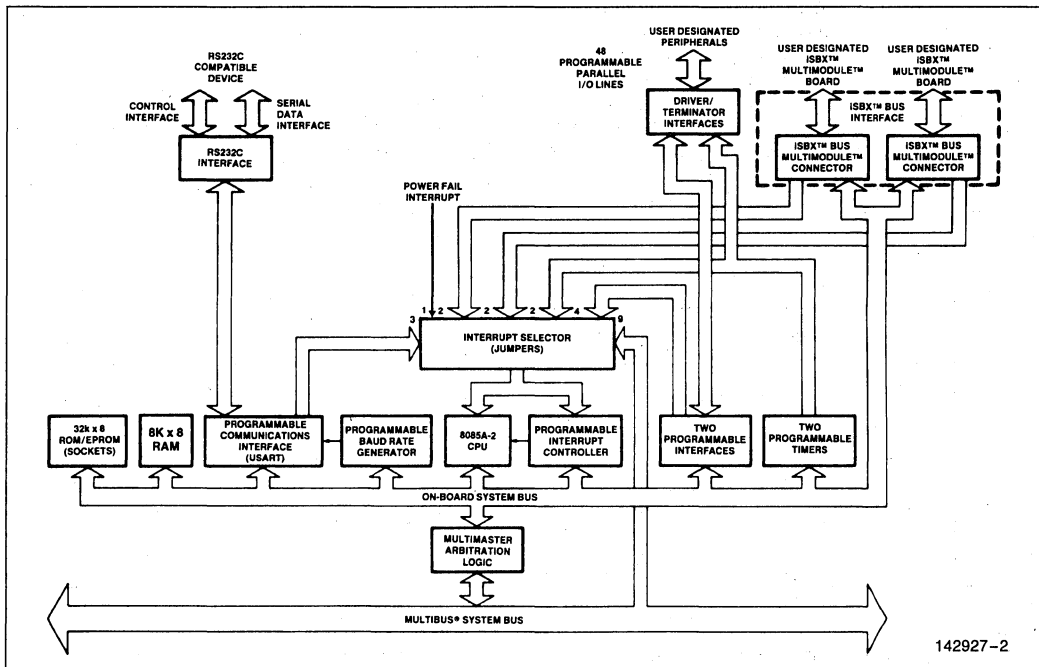 RS232C
COMPATIBLE
DEVICE
CONTROL
INTERFACE
SERIAL
DATA
INTERFACE
RS232C
INTERFACE
48
PROGRAMMABLE
PARALLEL
I/O LINES
USER DESIGNATED
PERIPHERALS
DRIVER/
TERMINATOR
INTERFACES
USER DESIGNATED
ISBX™
MULTIMODULE™
BOARD
USER DESIGNATED
ISBX™
MULTIMODULE™
BOARD
ISBX™ BUS
INTERFACE
ISBX™ BUS
MULTIMODULE™
CONNECTOR
ISBX™ BUS
MULTIMODULE™
CONNECTOR
POWER FAIL
INTERRUPT
3 1 2 2 2 4 9
INTERRUPT SELECTOR
(JUMPERS)
32k x 8
ROM/EPROM
(SOCKETS)
8K x 8
RAM
PROGRAMMABLE
COMMUNICATIONS
INTERFACE
(USART)
PROGRAMMABLE
BAUD RATE
GENERATOR
8085A-2
CPU
PROGRAMMABLE
INTERRUPT
CONTROLLER
TWO
PROGRAMMABLE
INTERFACES
TWO
PROGRAMMABLE
TIMERS
ON-BOARD SYSTEM BUS
MULTIMASTER
ARBITRATION
LOGIC
MULTIBUS® SYSTEM BUS
142927-2